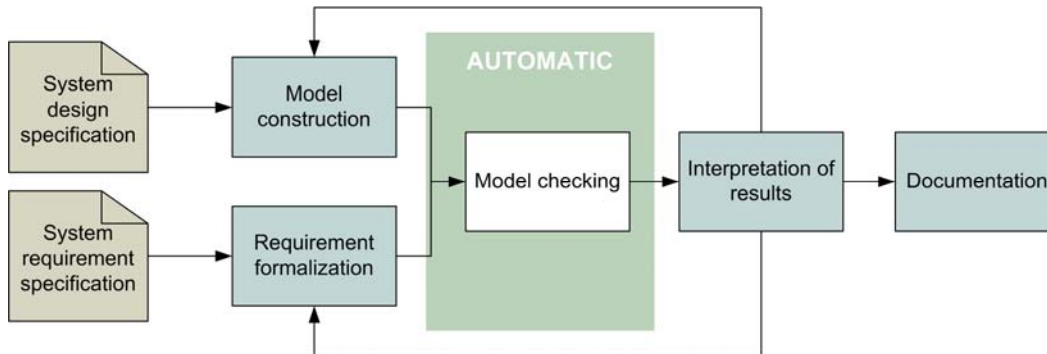 System
design
specification
Model
construction
AUTOMATIC
Model checking
Interpretation of
results
Documentation
System
requirement
specification
Requirement
formalization